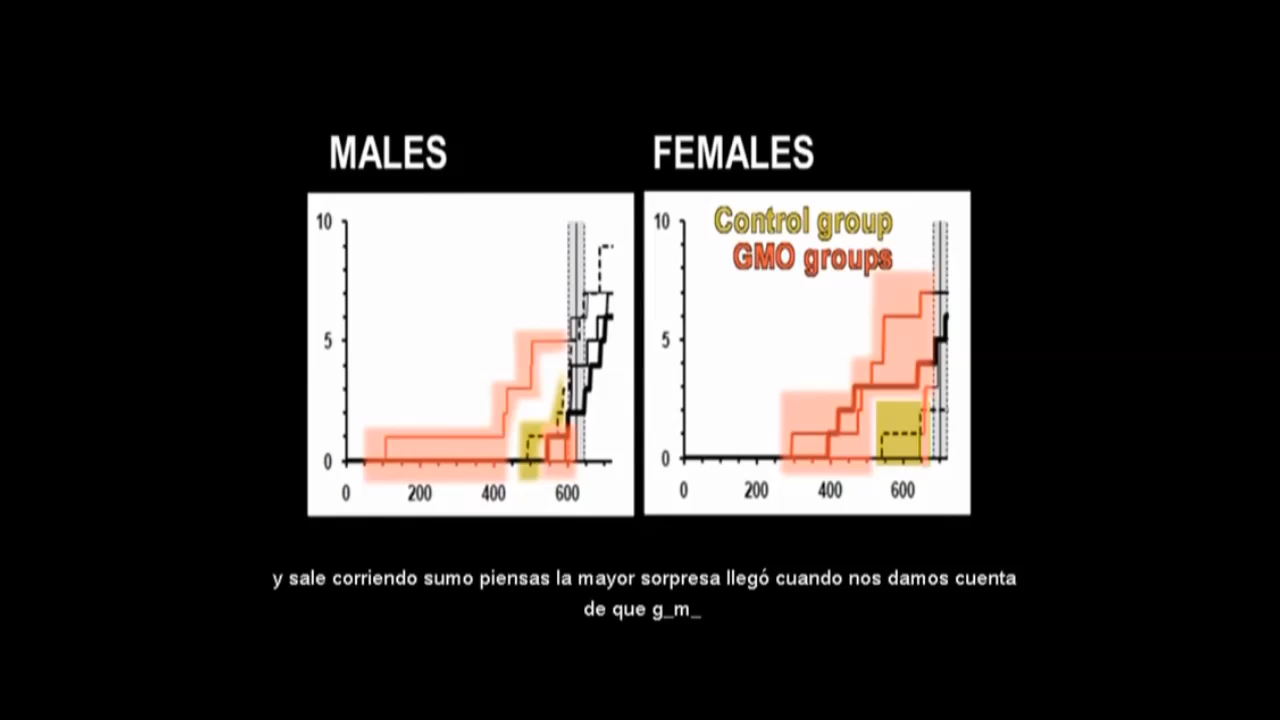 MALES
FEMALES
10
5
0
0 200 400 600
10
5
0
0 200 400 600
Control group
GMO groups
y sale corriendo sumo piensas la mayor sorpresa llegó cuando nos damos cuenta
de que g_m_